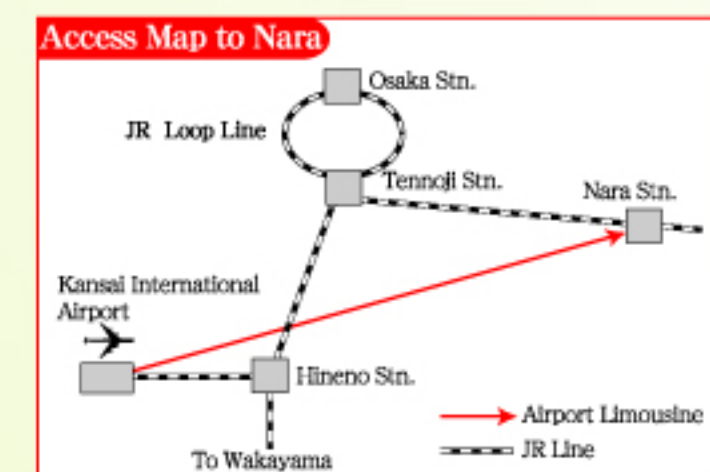 Access Map to Nara
Osaka Stn.
JR Loop Line
Tennoji Stn.
Nara Stn.
Kansai International
Airport
Hineno Stn.
Airport Limousine
JR Line
To Wakayama